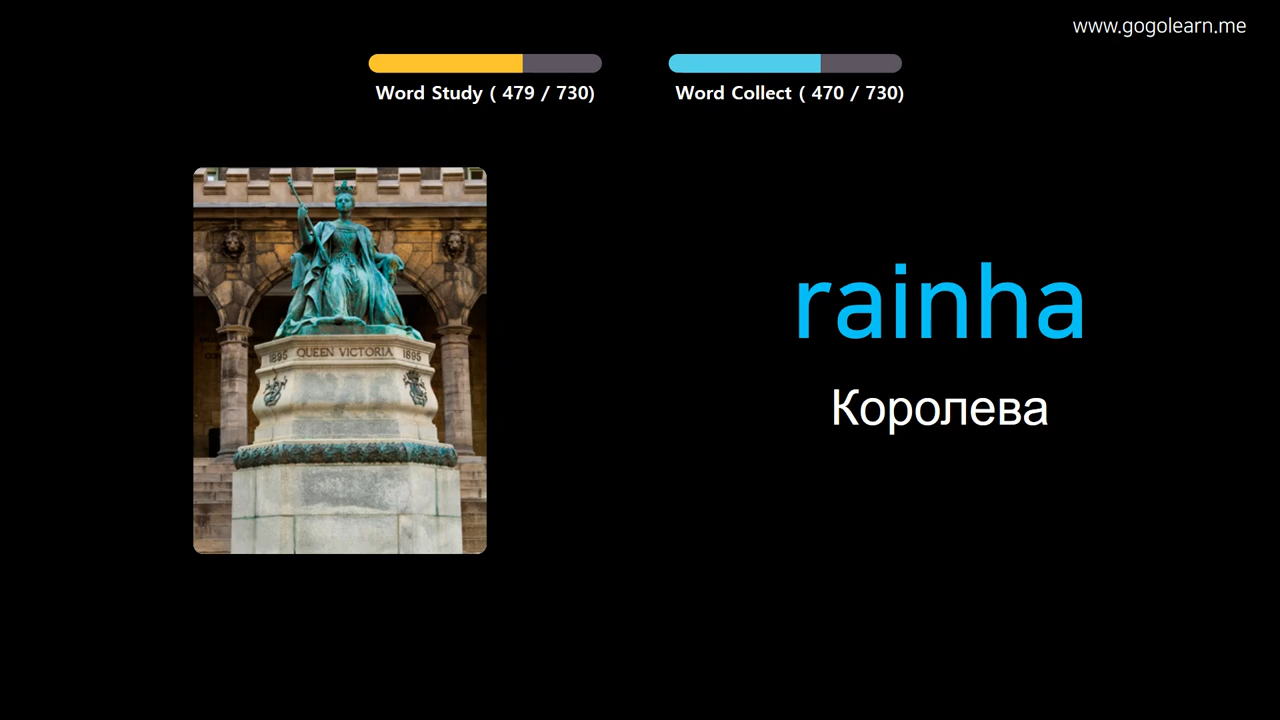 www.gogolearn.me
Word Study ( 479 / 730)
Word Collect ( 470 / 730)
rainha
Королева
1895 QUEEN VICTORIA 1895